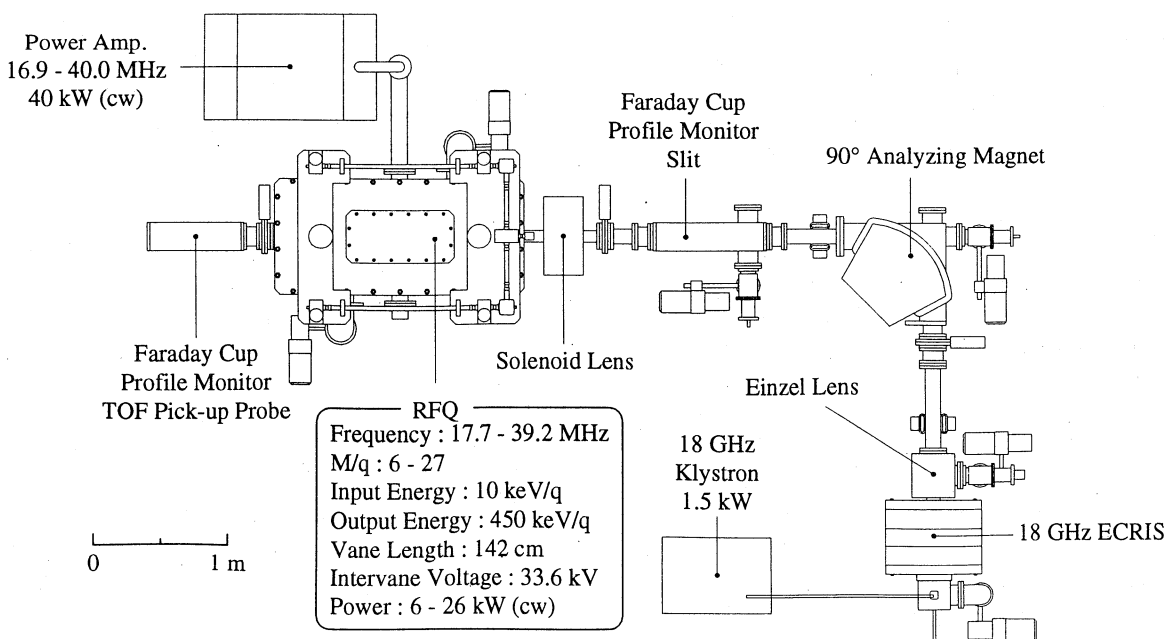 Power Amp.
16.9 - 40.0 MHz
40 kW (cw)
Faraday Cup
Profile Monitor
Slit
90° Analyzing Magnet
Faraday Cup
Profile Monitor
TOF Pick-up Probe
Solenoid Lens
Einzel Lens
RFQ
Frequency : 17.7 - 39.2 MHz
M/q : 6 - 27
Input Energy : 10 keV/q
Output Energy : 450 keV/q
Vane Length : 142 cm
Intervane Voltage : 33.6 kV
Power : 6 - 26 kW (cw)
18 GHz
Klystron
1.5 kW
18 GHz ECRIS
0 1 m